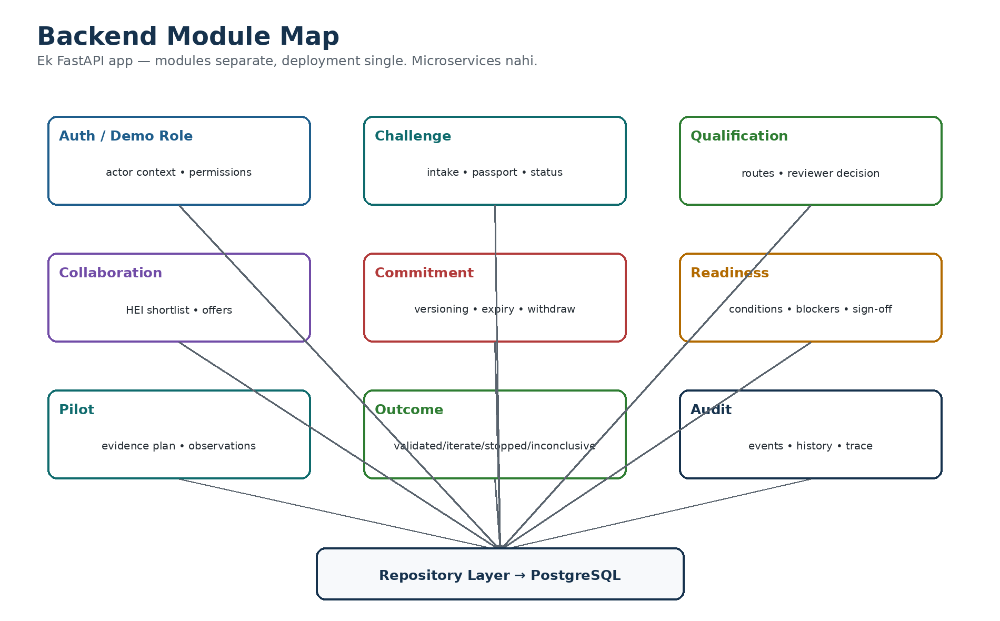 Backend Module Map
Ek FastAPI app — modules separate, deployment single. Microservices nahi.
Auth / Demo Role
actor context • permissions
Challenge
intake • passport • status
Qualification
routes • reviewer decision
Collaboration
HEI shortlist • offers
Commitment
versioning • expiry • withdraw
Readiness
conditions • blockers • sign-off
Pilot
evidence plan • observations
Outcome
validated/iterate/stopped/inconclusive
Audit
events • history • trace
Repository Layer → PostgreSQL